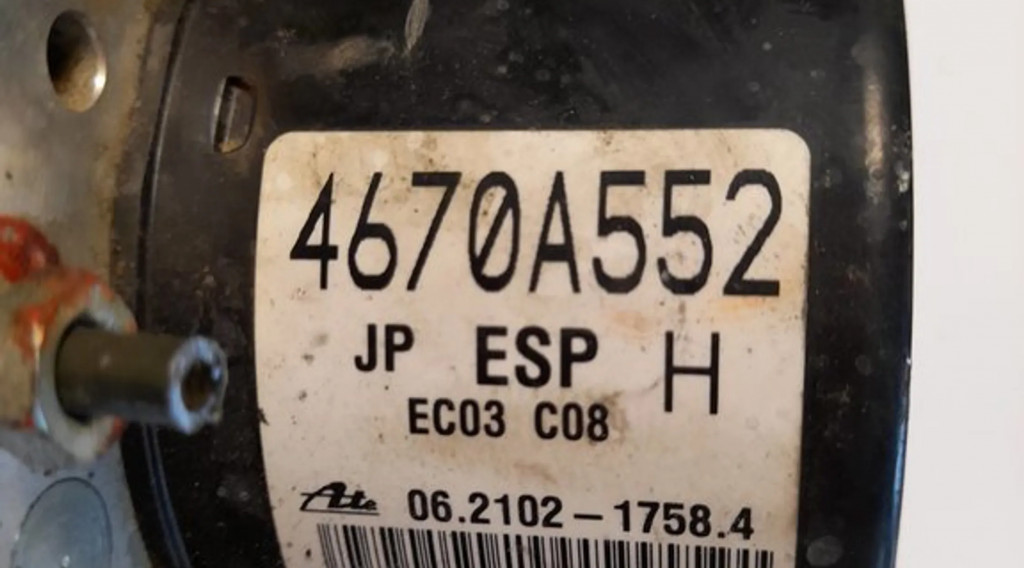 4670A552
JP ESP H
EC03 C08
Ate 06.2102-1758.4